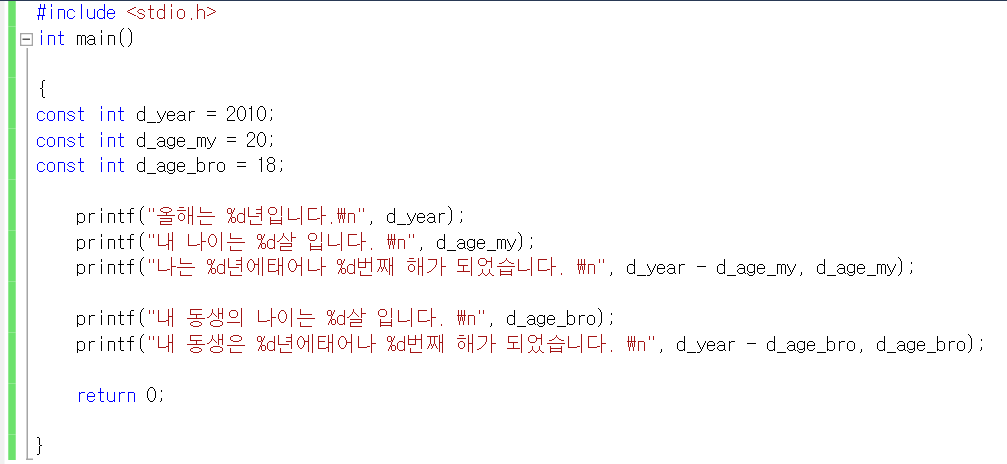 #include <stdio.h>
int main()
{
const int d_year = 2010;
const int d_age_my = 20;
const int d_age_bro = 18;
printf("올해는 %d년입니다.₩n", d_year);
printf("내 나이는 %d살 입니다. ₩n", d_age_my);
printf("나는 %d년에태어나 %d번째 해가 되었습니다. ₩n", d_year - d_age_my, d_age_my);
printf("내 동생의 나이는 %d살 입니다. ₩n", d_age_bro);
printf("내 동생은 %d년에태어나 %d번째 해가 되었습니다. ₩n", d_year - d_age_bro, d_age_bro);
return 0;
}